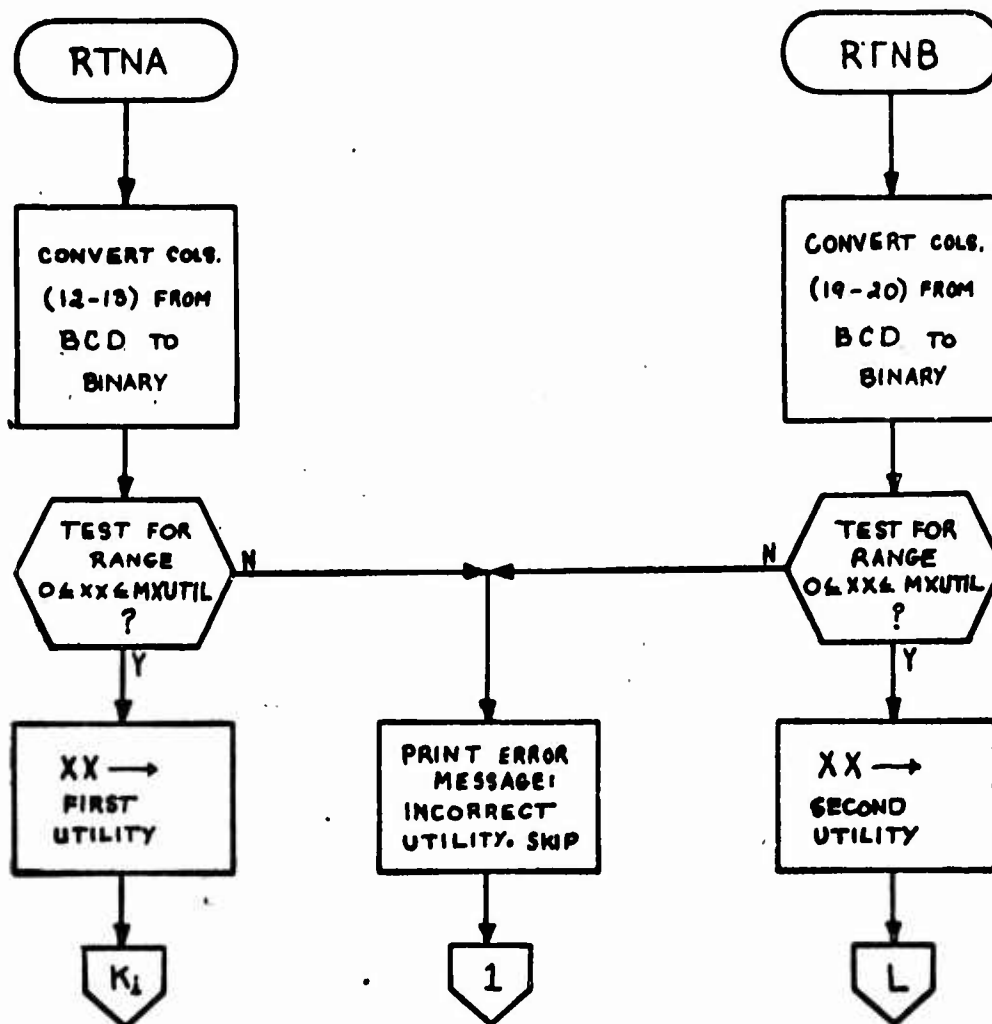 RTNA
CONVERT COLS.
(12-13) FROM
BCD TO
BINARY
TEST FOR
RANGE
0≤XX≤MXUTIL
?
N
Y
XX →
FIRST
UTILITY
Ki
PRINT ERROR
MESSAGE:
INCORRECT
UTILITY. SKIP
1
RTNB
CONVERT COLS.
(19-20) FROM
BCD TO
BINARY
TEST FOR
RANGE
0≤XX≤MXUTIL
?
N
Y
XX →
SECOND
UTILITY
L